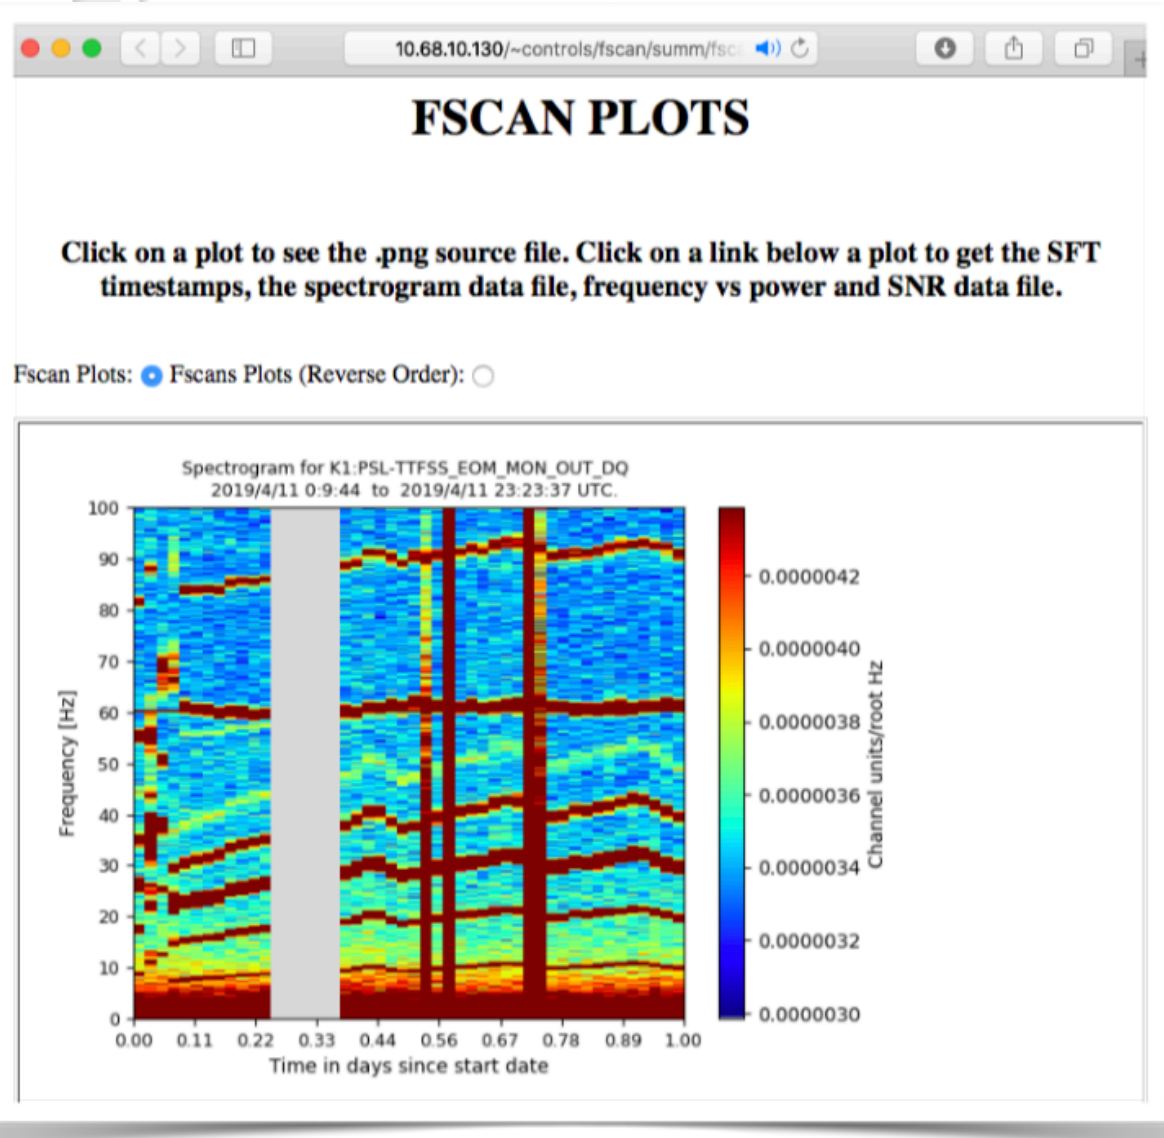 10.68.10.130/~controls/fscan/summ/fsc
FSCAN PLOTS
Click on a plot to see the .png source file. Click on a link below a plot to get the SFT
timestamps, the spectrogram data file, frequency vs power and SNR data file.
Fscan Plots: Fscans Plots (Reverse Order):
Spectrogram for K1:PSL-TTFSS_EOM_MON_OUT_DQ
2019/4/11 0:9:44 to 2019/4/11 23:23:37 UTC.
100
90
80
70
60
50
40
30
20
10
0
Frequency [Hz]
0.00 0.11 0.22 0.33 0.44 0.56 0.67 0.78 0.89 1.00
Time in days since start date
0.0000042
0.0000040
0.0000038
0.0000036
0.0000034
0.0000032
0.0000030
Channel units/root Hz